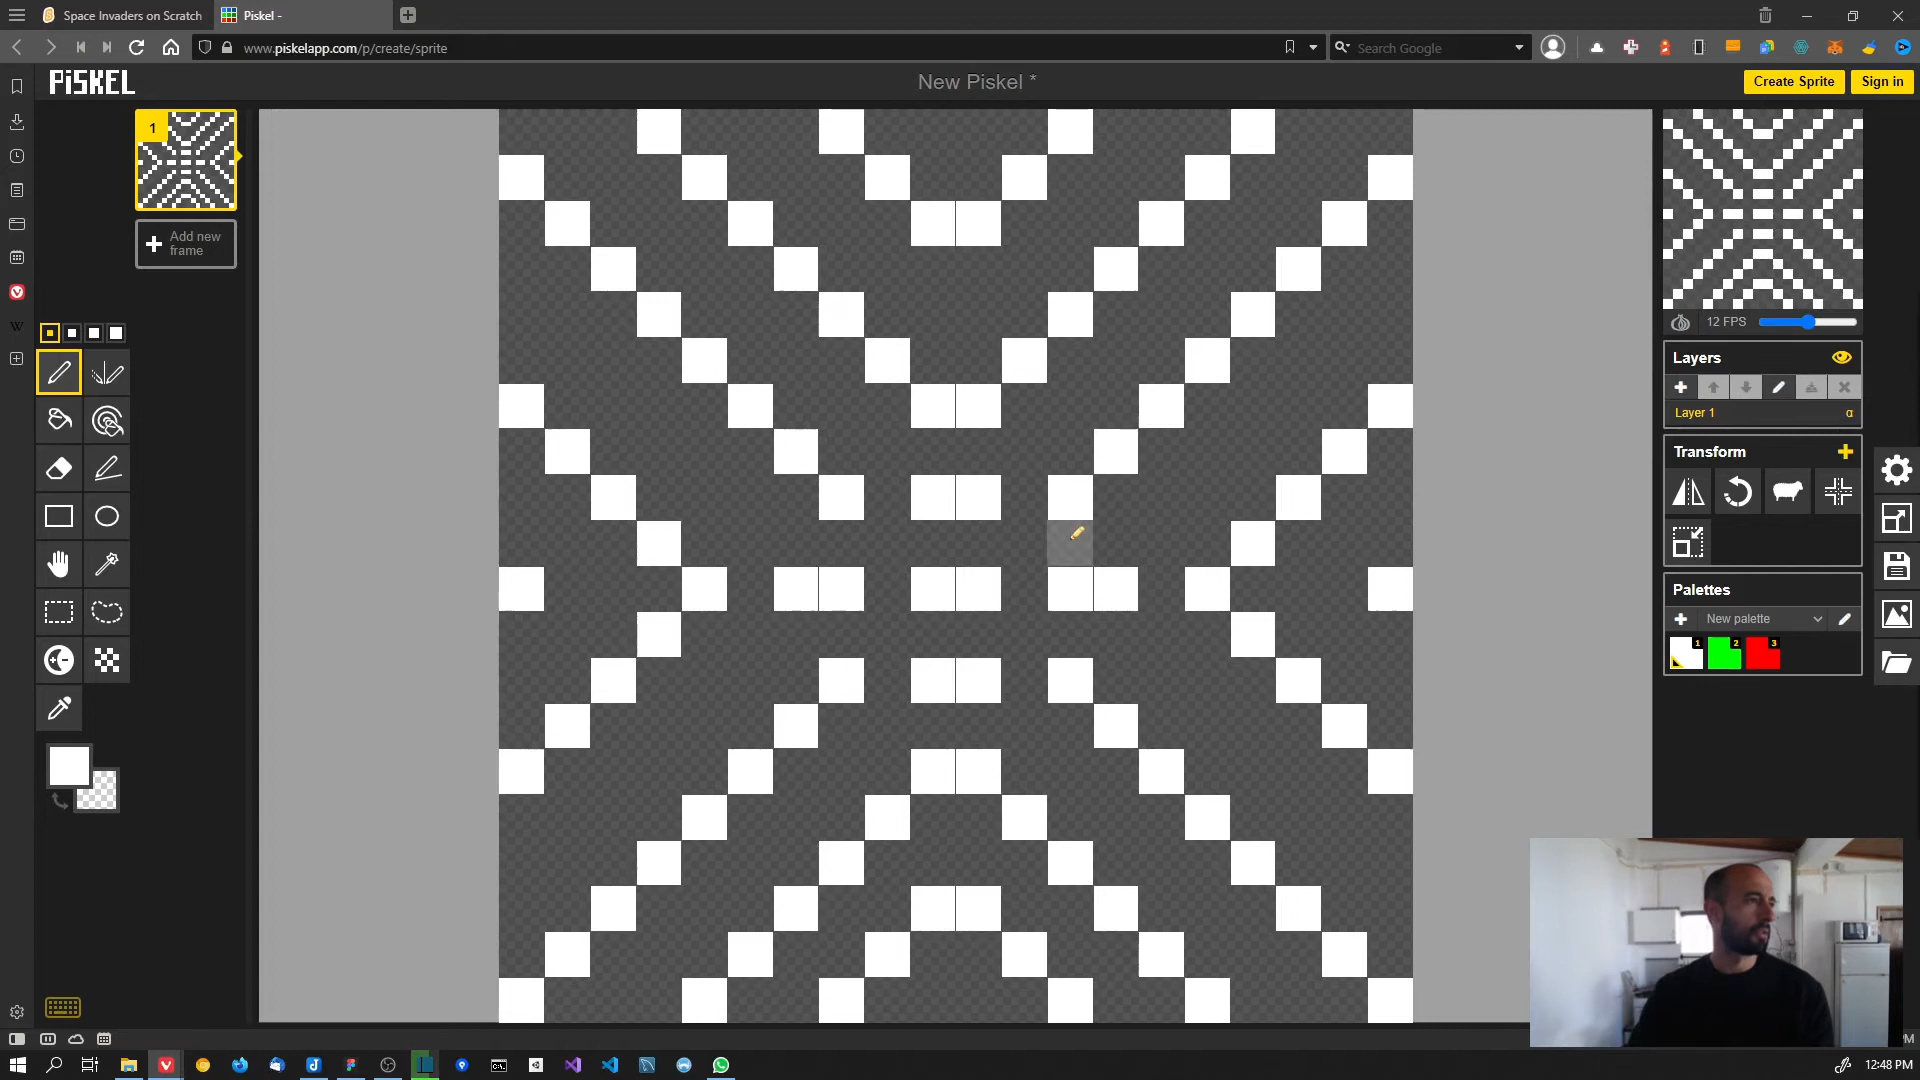 Space Invaders on Scratch
Piskel -
www.piskelapp.com/p/create/sprite
Search Google
PiSKEL
New Piskel *
Create Sprite
Sign in
1
Add new
frame
12 FPS
Layers
Layer 1
α
Transform
Palettes
New palette
1
2
3
12:48 PM